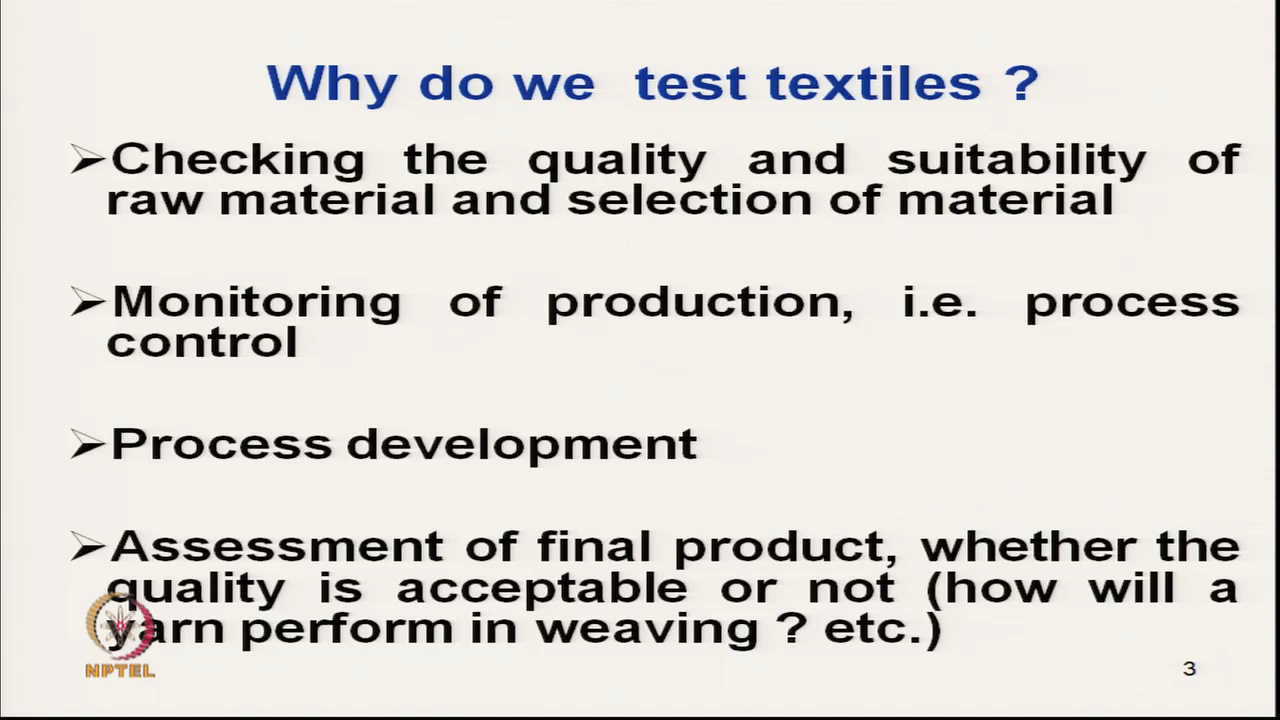 Why do we test textiles ?
➢Checking the quality and suitability of
raw material and selection of material
➢Monitoring of production, i.e. process
control
➢Process development
➢Assessment of final product, whether the
quality is acceptable or not (how will a
yarn perform in weaving ? etc.)
NPTEL
3